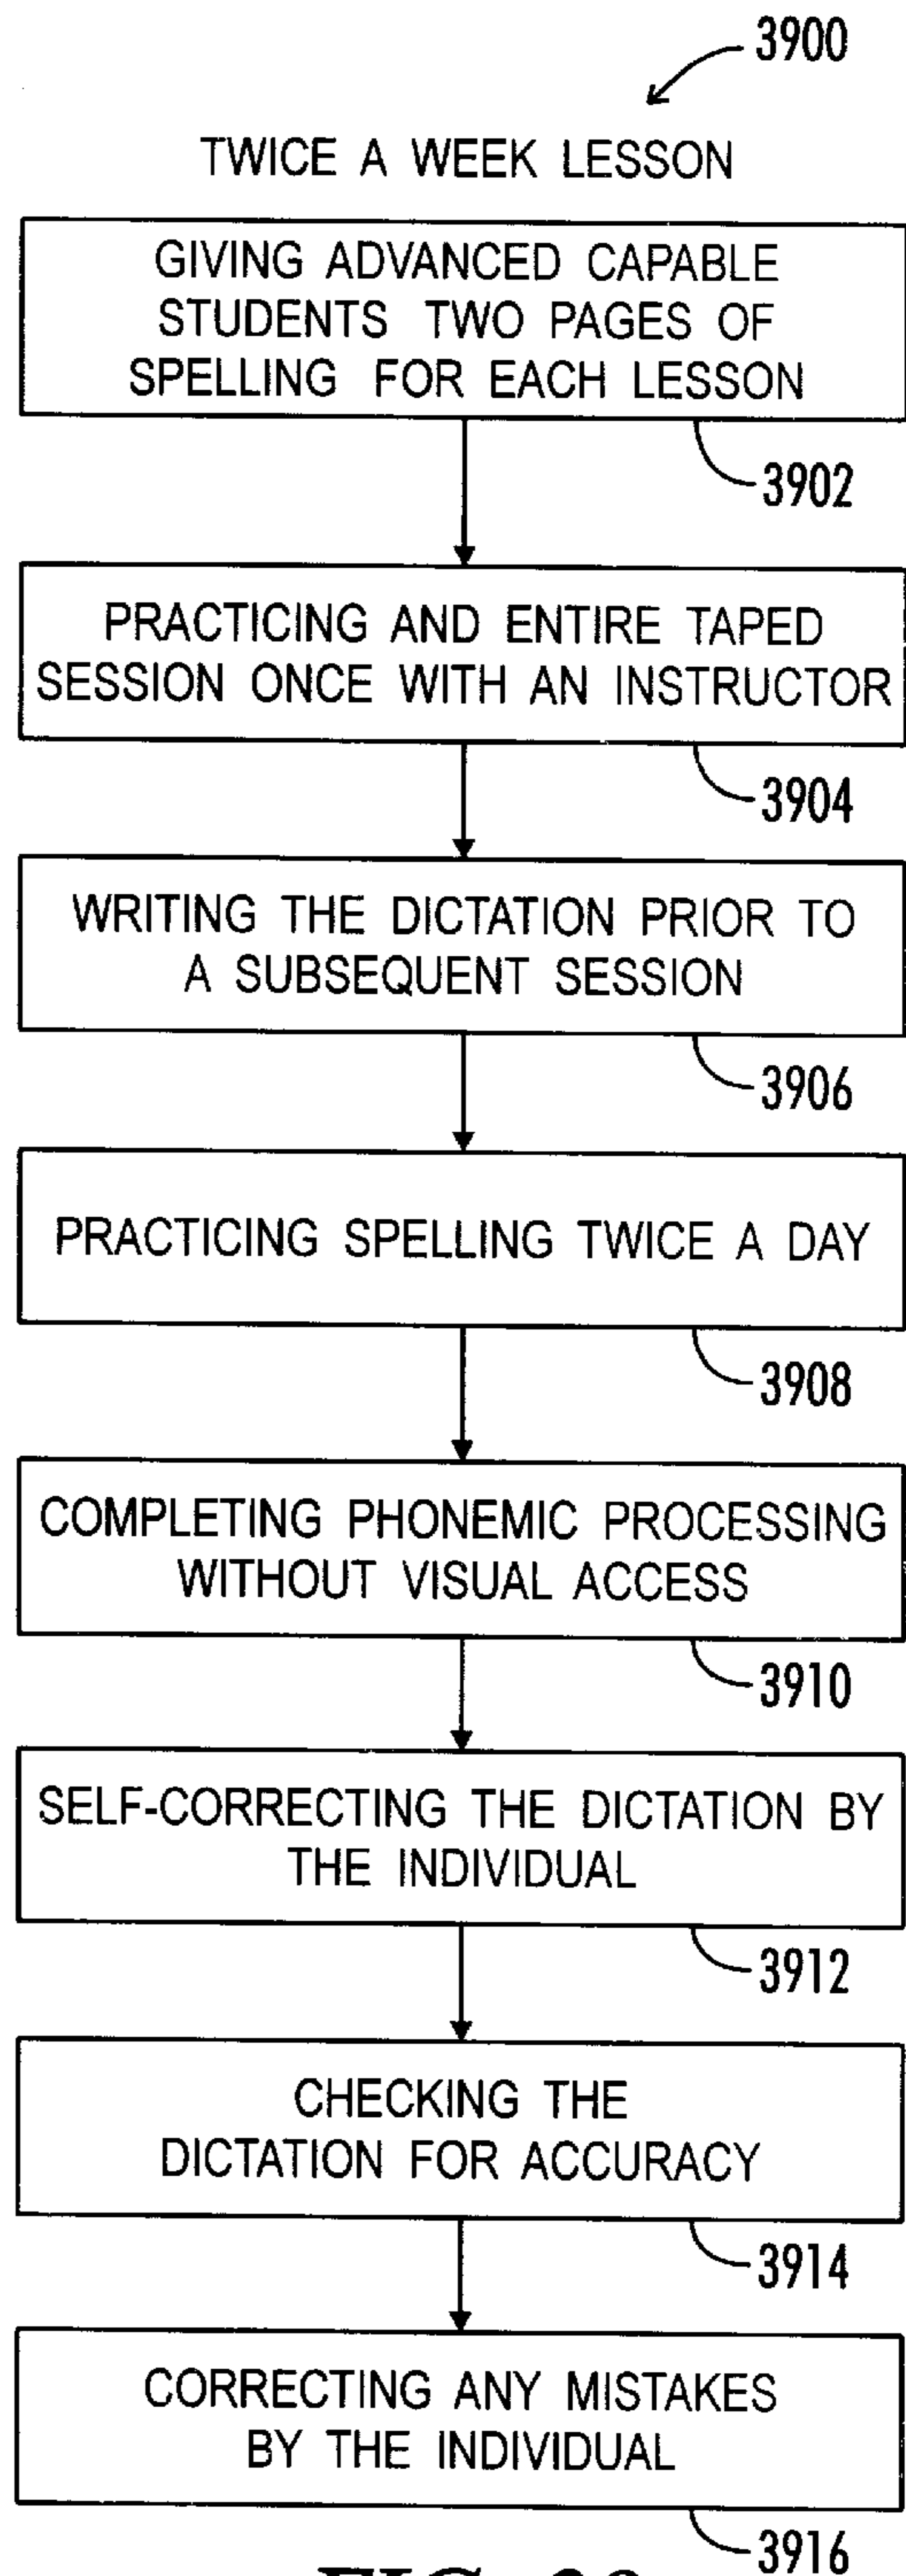 3900
TWICE A WEEK LESSON
GIVING ADVANCED CAPABLE
STUDENTS TWO PAGES OF
SPELLING FOR EACH LESSON
3902
PRACTICING AND ENTIRE TAPED
SESSION ONCE WITH AN INSTRUCTOR
3904
WRITING THE DICTATION PRIOR TO
A SUBSEQUENT SESSION
3906
PRACTICING SPELLING TWICE A DAY
3908
COMPLETING PHONEMIC PROCESSING
WITHOUT VISUAL ACCESS
3910
SELF-CORRECTING THE DICTATION BY
THE INDIVIDUAL
3912
CHECKING THE
DICTATION FOR ACCURACY
3914
CORRECTING ANY MISTAKES
BY THE INDIVIDUAL
3916